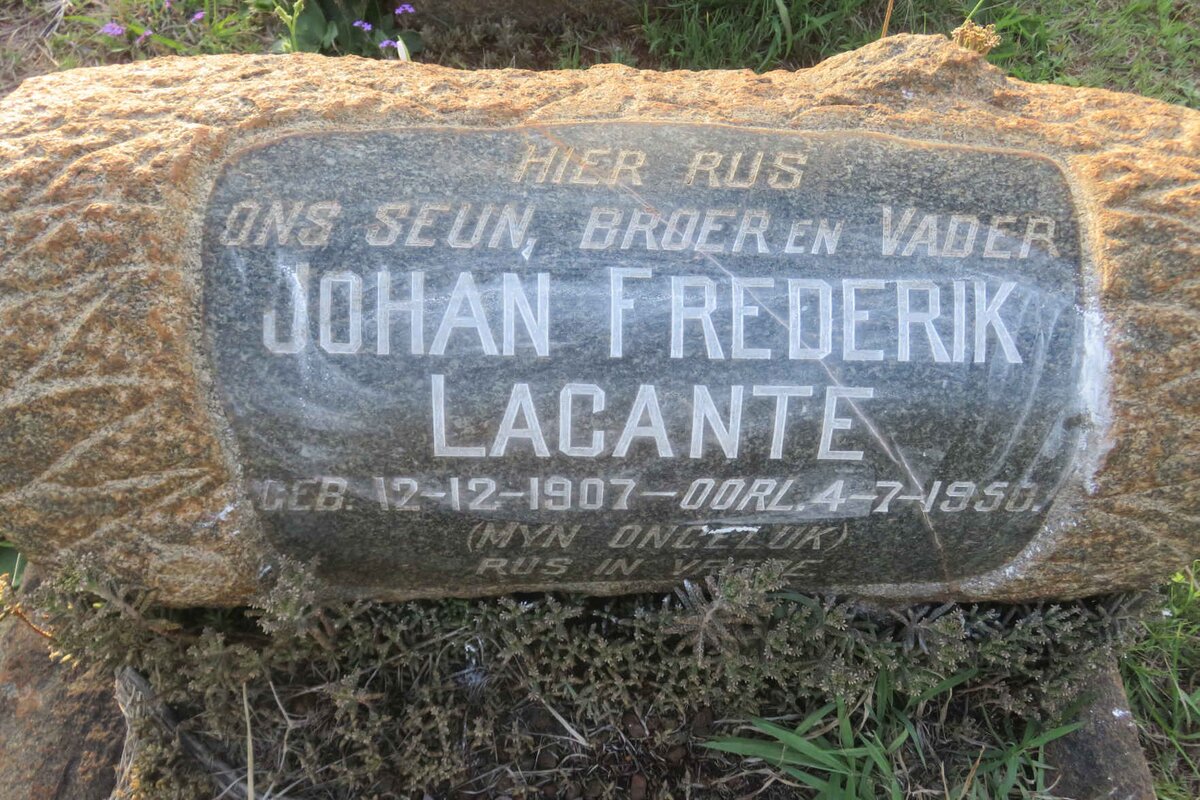 HIER RUS
ONS SEUN, BROER EN VADER
JOHAN FREDERIK
LACANTE
GEB. 12-12-1907 - OORL. 4-7-1950.
(MYN ONGELUK)
RUS IN VREDE